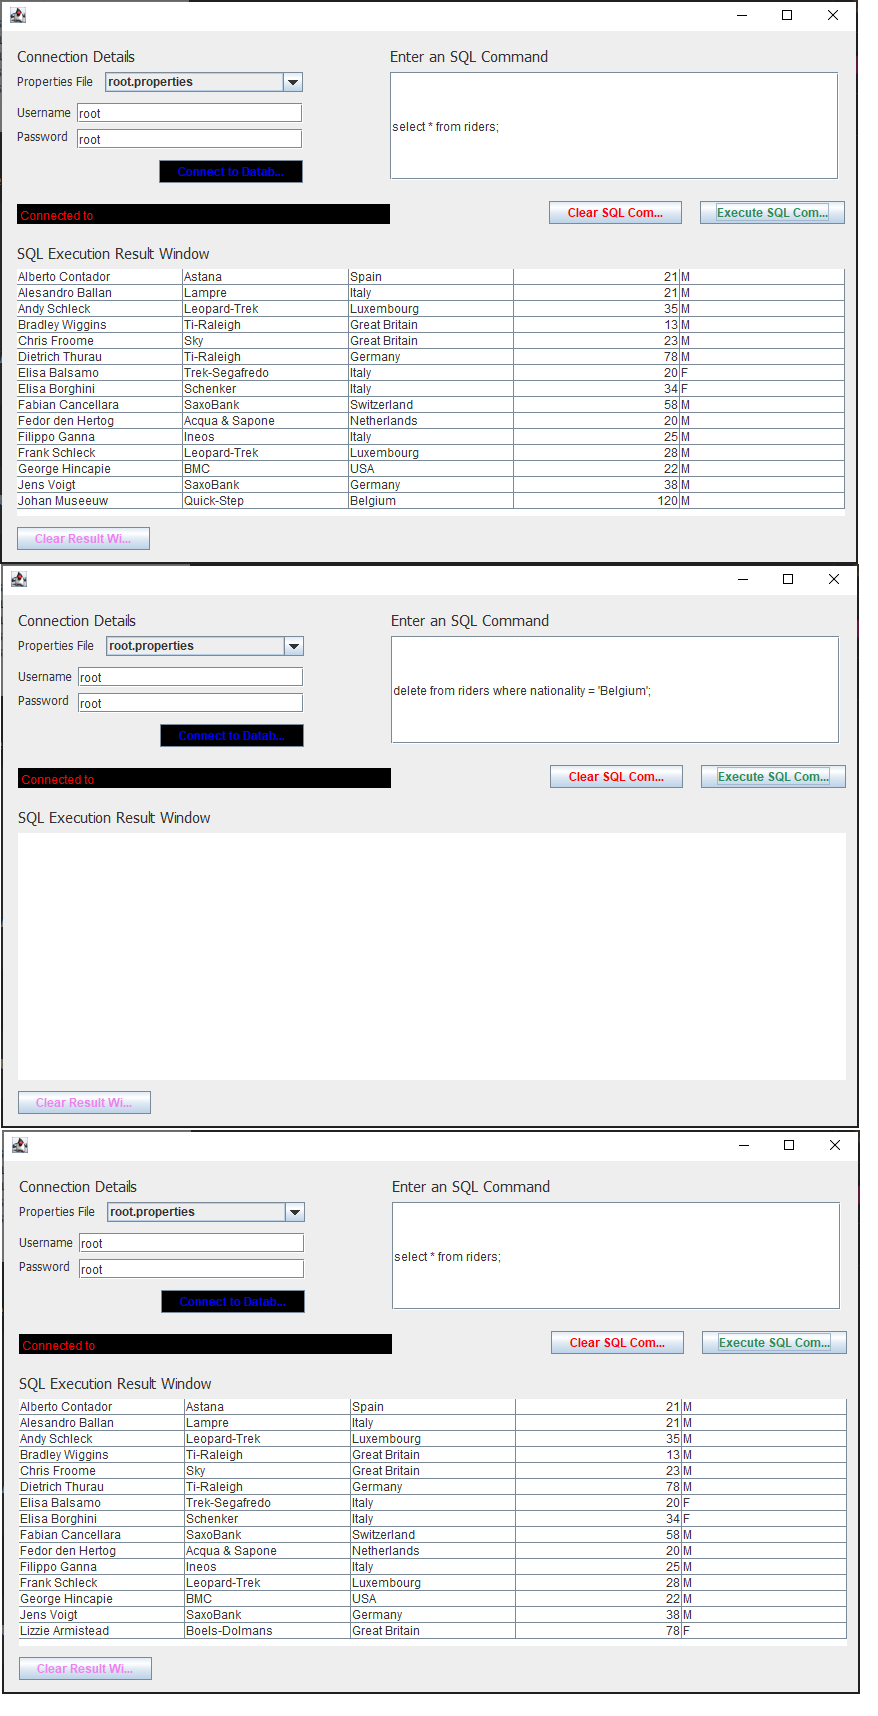 Connection Details
Enter an SQL Command
Properties File root.properties
Username root
select * from riders;
Password root
Connect to Datab...
Connected to
Clear SQL Com...
Execute SQL Com...
SQL Execution Result Window
Alberto Contador Astana Spain 21 M
Alesandro Ballan Lampre Italy 21 M
Andy Schleck Leopard-Trek Luxembourg 35 M
Bradley Wiggins Ti-Raleigh Great Britain 13 M
Chris Froome Sky Great Britain 23 M
Dietrich Thurau Ti-Raleigh Germany 78 M
Elisa Balsamo Trek-Segafredo Italy 20 F
Elisa Borghini Schenker Italy 34 F
Fabian Cancellara SaxoBank Switzerland 58 M
Fedor den Hertog Acqua & Sapone Netherlands 20 M
Filippo Ganna Ineos Italy 25 M
Frank Schleck Leopard-Trek Luxembourg 28 M
George Hincapie BMC USA 22 M
Jens Voigt SaxoBank Germany 38 M
Johan Museeuw Quick-Step Belgium 120 M
Clear Result Wi...
Connection Details
Enter an SQL Command
Properties File root.properties
Username root
delete from riders where nationality = 'Belgium';
Password root
Connect to Datab...
Connected to
Clear SQL Com...
Execute SQL Com...
SQL Execution Result Window
Clear Result Wi...
Connection Details
Enter an SQL Command
Properties File root.properties
Username root
select * from riders;
Password root
Connect to Datab...
Connected to
Clear SQL Com...
Execute SQL Com...
SQL Execution Result Window
Alberto Contador Astana Spain 21 M
Alesandro Ballan Lampre Italy 21 M
Andy Schleck Leopard-Trek Luxembourg 35 M
Bradley Wiggins Ti-Raleigh Great Britain 13 M
Chris Froome Sky Great Britain 23 M
Dietrich Thurau Ti-Raleigh Germany 78 M
Elisa Balsamo Trek-Segafredo Italy 20 F
Elisa Borghini Schenker Italy 34 F
Fabian Cancellara SaxoBank Switzerland 58 M
Fedor den Hertog Acqua & Sapone Netherlands 20 M
Filippo Ganna Ineos Italy 25 M
Frank Schleck Leopard-Trek Luxembourg 28 M
George Hincapie BMC USA 22 M
Jens Voigt SaxoBank Germany 38 M
Lizzie Armistead Boels-Dolmans Great Britain 78 F
Clear Result Wi...